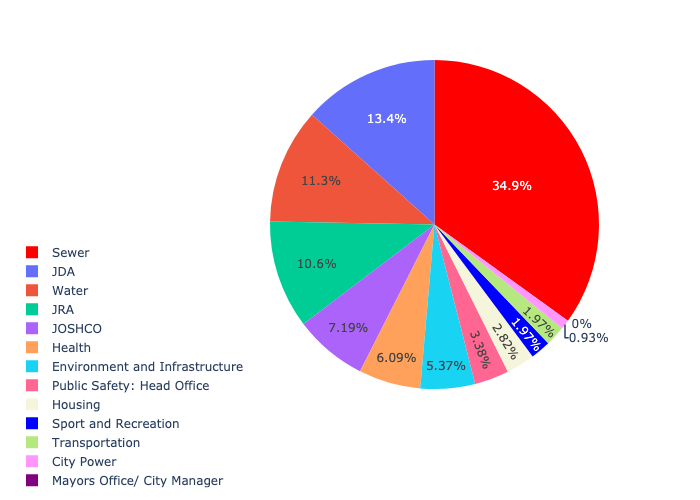 13.4%
34.9%
11.3%
10.6%
7.19%
6.09%
5.37%
3.38%
2.82%
1.97%
1.97%
0%
0.93%
Sewer
JDA
Water
JRA
JOSHCO
Health
Environment and Infrastructure
Public Safety: Head Office
Housing
Sport and Recreation
Transportation
City Power
Mayors Office/ City Manager